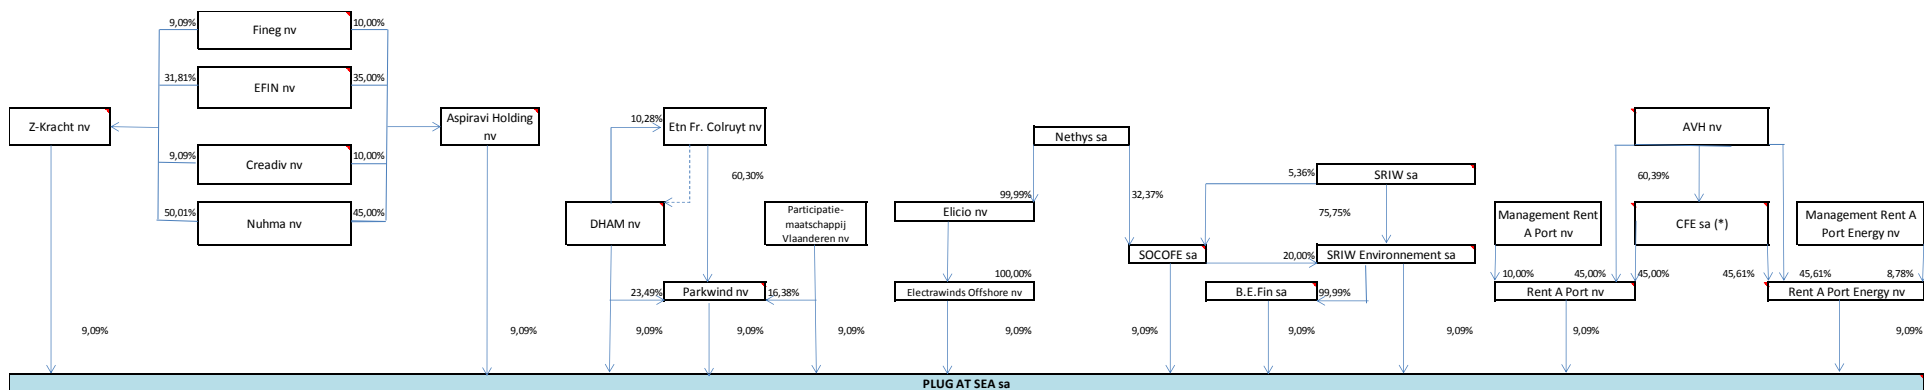 9,09%
Fineg nv
10,00%
31,81%
EFIN nv
35,00%
Z-Kracht nv
Aspiravi Holding
nv
10,28%
Etn Fr. Colruyt nv
Nethys sa
AVH nv
9,09%
Creadiv nv
10,00%
60,30%
5,36%
SRIW sa
60,39%
99,99%
32,37%
50,01%
Nuhma nv
45,00%
DHAM nv
Participatie-
maatschappij
Vlaanderen nv
Elicio nv
75,75%
Management Rent
A Port nv
CFE sa (*)
Management Rent A
Port Energy nv
SOCOFE sa
20,00%
SRIW Environnement sa
100,00%
10,00%
45,00%
45,00%
45,61%
45,61%
8,78%
23,49%
Parkwind nv
16,38%
Electrawinds Offshore nv
B.E.Fin sa
99,99%
Rent A Port nv
Rent A Port Energy nv
9,09%
9,09%
9,09%
9,09%
9,09%
9,09%
9,09%
9,09%
9,09%
9,09%
9,09%
PLUG AT SEA sa